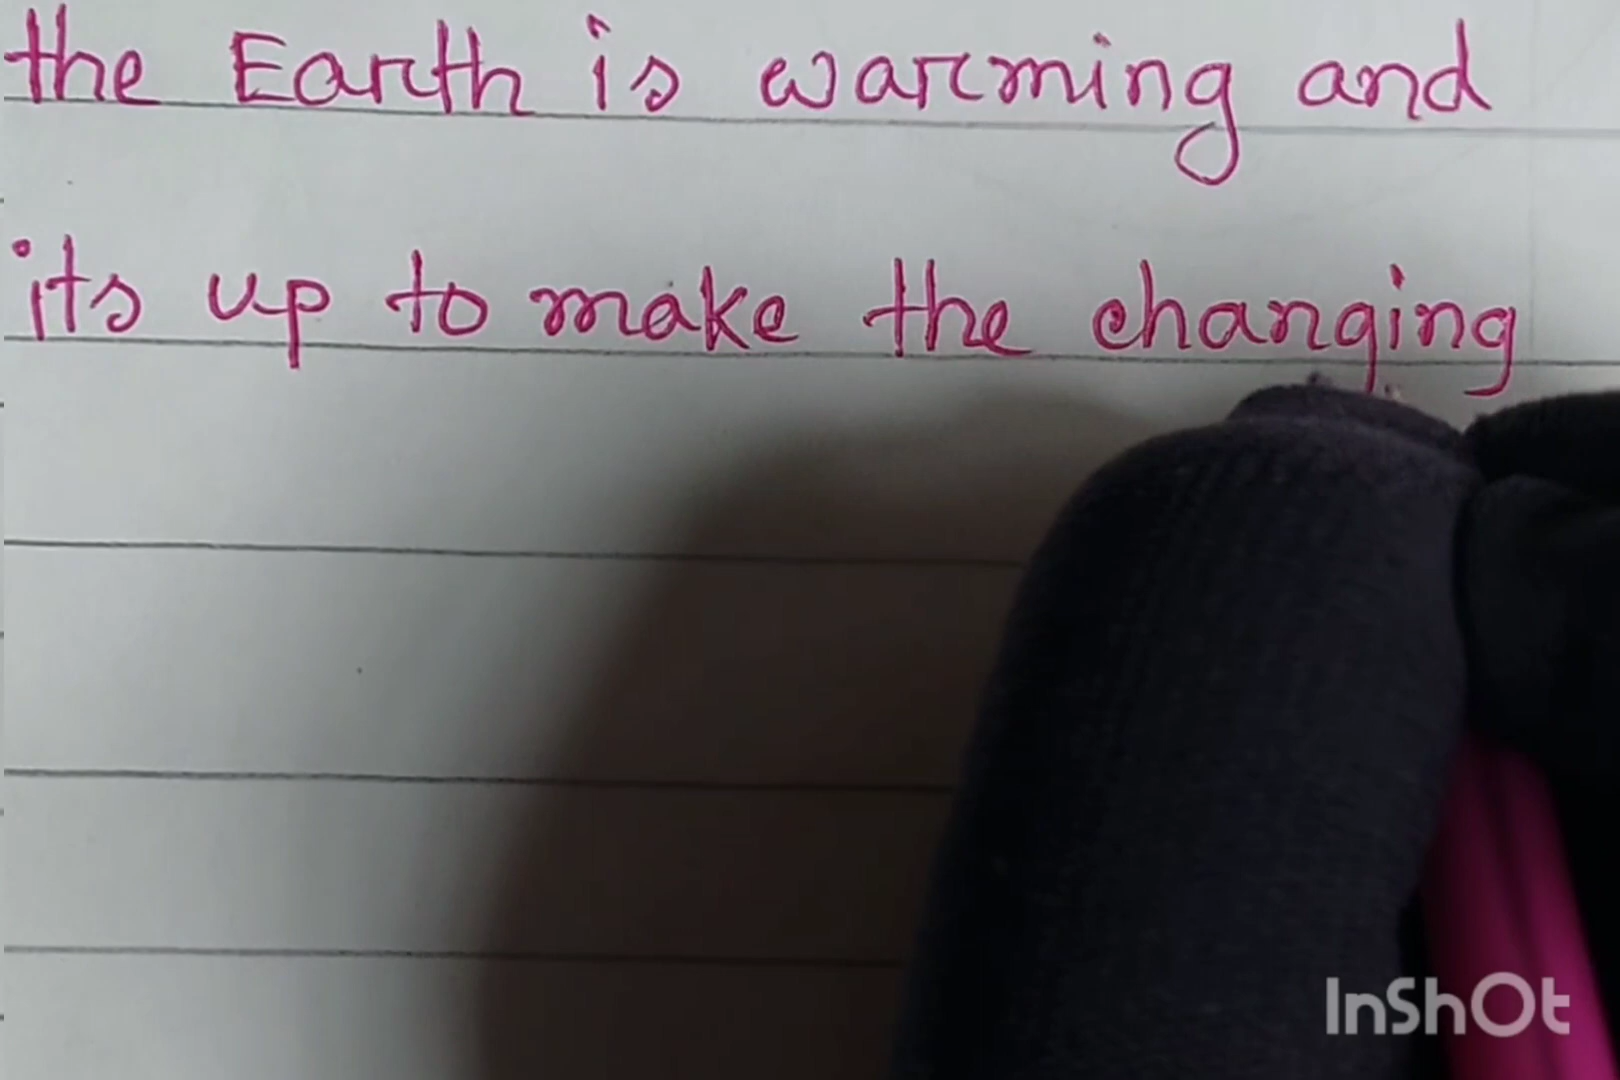 the Earth is warming and
its up to make the changing
InShOt